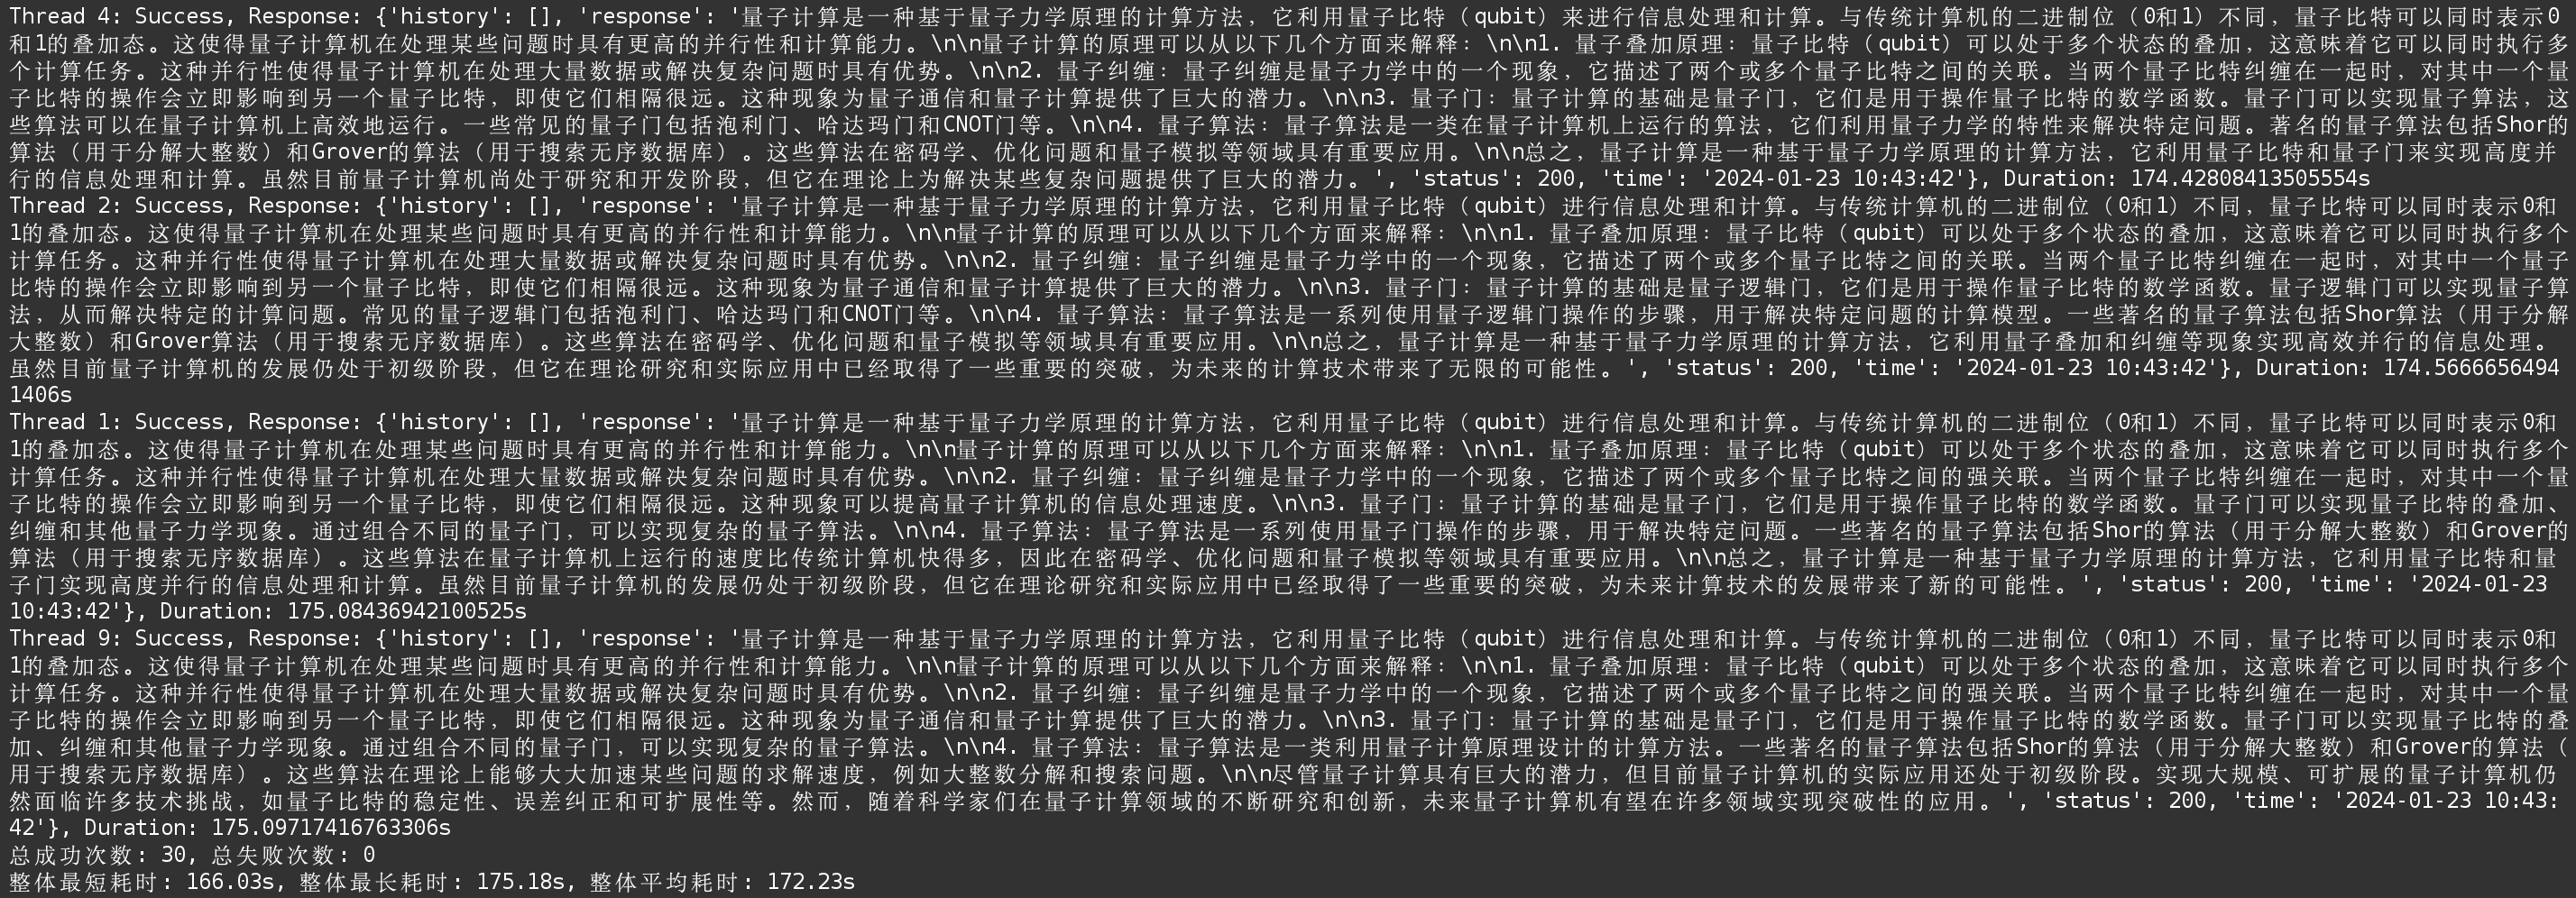 Thread 4: Success, Response: {'history': [], 'response': '量子计算是一种基于量子力学原理的计算方法，它利用量子比特（qubit）来进行信息处理和计算。与传统计算机的二进制位（0和1）不同，量子比特可以同时表示0
和1的叠加态。这使得量子计算机在处理某些问题时具有更高的并行性和计算能力。\n\n量子计算的原理可以从以下几个方面来解释：\n\n1. 量子叠加原理：量子比特（qubit）可以处于多个状态的叠加，这意味着它可以同时执行多
个计算任务。这种并行性使得量子计算机在处理大量数据或解决复杂问题时具有优势。\n\n2. 量子纠缠：量子纠缠是量子力学中的一个现象，它描述了两个或多个量子比特之间的关联。当两个量子比特纠缠在一起时，对其中一个量
子比特的操作会立即影响到另一个量子比特，即使它们相隔很远。这种现象为量子通信和量子计算提供了巨大的潜力。\n\n3. 量子门：量子计算的基础是量子门，它们是用于操作量子比特的数学函数。量子门可以实现量子算法，这
些算法可以在量子计算机上高效地运行。一些常见的量子门包括泡利门、哈达玛门和CNOT门等。\n\n4. 量子算法：量子算法是一类在量子计算机上运行的算法，它们利用量子力学的特性来解决特定问题。著名的量子算法包括Shor的
算法（用于分解大整数）和Grover的算法（用于搜索无序数据库）。这些算法在密码学、优化问题和量子模拟等领域具有重要应用。\n\n总之，量子计算是一种基于量子力学原理的计算方法，它利用量子比特和量子门来实现高度并
行的信息处理和计算。虽然目前量子计算机尚处于研究和开发阶段，但它在理论上为解决某些复杂问题提供了巨大的潜力。', 'status': 200, 'time': '2024-01-23 10:43:42'}, Duration: 174.42808413505554s
Thread 2: Success, Response: {'history': [], 'response': '量子计算是一种基于量子力学原理的计算方法，它利用量子比特（qubit）进行信息处理和计算。与传统计算机的二进制位（0和1）不同，量子比特可以同时表示0和
1的叠加态。这使得量子计算机在处理某些问题时具有更高的并行性和计算能力。\n\n量子计算的原理可以从以下几个方面来解释：\n\n1. 量子叠加原理：量子比特（qubit）可以处于多个状态的叠加，这意味着它可以同时执行多个
计算任务。这种并行性使得量子计算机在处理大量数据或解决复杂问题时具有优势。\n\n2. 量子纠缠：量子纠缠是量子力学中的一个现象，它描述了两个或多个量子比特之间的关联。当两个量子比特纠缠在一起时，对其中一个量子
比特的操作会立即影响到另一个量子比特，即使它们相隔很远。这种现象为量子通信和量子计算提供了巨大的潜力。\n\n3. 量子门：量子计算的基础是量子逻辑门，它们是用于操作量子比特的数学函数。量子逻辑门可以实现量子算
法，从而解决特定的计算问题。常见的量子逻辑门包括泡利门、哈达玛门和CNOT门等。\n\n4. 量子算法：量子算法是一系列使用量子逻辑门操作的步骤，用于解决特定问题的计算模型。一些著名的量子算法包括Shor算法（用于分解
大整数）和Grover算法（用于搜索无序数据库）。这些算法在密码学、优化问题和量子模拟等领域具有重要应用。\n\n总之，量子计算是一种基于量子力学原理的计算方法，它利用量子叠加和纠缠等现象实现高效并行的信息处理。
虽然目前量子计算机的发展仍处于初级阶段，但它在理论研究和实际应用中已经取得了一些重要的突破，为未来的计算技术带来了无限的可能性。', 'status': 200, 'time': '2024-01-23 10:43:42'}, Duration: 174.5666656494
1406s
Thread 1: Success, Response: {'history': [], 'response': '量子计算是一种基于量子力学原理的计算方法，它利用量子比特（qubit）进行信息处理和计算。与传统计算机的二进制位（0和1）不同，量子比特可以同时表示0和
1的叠加态。这使得量子计算机在处理某些问题时具有更高的并行性和计算能力。\n\n量子计算的原理可以从以下几个方面来解释：\n\n1. 量子叠加原理：量子比特（qubit）可以处于多个状态的叠加，这意味着它可以同时执行多个
计算任务。这种并行性使得量子计算机在处理大量数据或解决复杂问题时具有优势。\n\n2. 量子纠缠：量子纠缠是量子力学中的一个现象，它描述了两个或多个量子比特之间的强关联。当两个量子比特纠缠在一起时，对其中一个量
子比特的操作会立即影响到另一个量子比特，即使它们相隔很远。这种现象可以提高量子计算机的信息处理速度。\n\n3. 量子门：量子计算的基础是量子门，它们是用于操作量子比特的数学函数。量子门可以实现量子比特的叠加、
纠缠和其他量子力学现象。通过组合不同的量子门，可以实现复杂的量子算法。\n\n4. 量子算法：量子算法是一系列使用量子门操作的步骤，用于解决特定问题。一些著名的量子算法包括Shor的算法（用于分解大整数）和Grover的
算法（用于搜索无序数据库）。这些算法在量子计算机上运行的速度比传统计算机快得多，因此在密码学、优化问题和量子模拟等领域具有重要应用。\n\n总之，量子计算是一种基于量子力学原理的计算方法，它利用量子比特和量
子门实现高度并行的信息处理和计算。虽然目前量子计算机的发展仍处于初级阶段，但它在理论研究和实际应用中已经取得了一些重要的突破，为未来计算技术的发展带来了新的可能性。', 'status': 200, 'time': '2024-01-23
10:43:42'}, Duration: 175.08436942100525s
Thread 9: Success, Response: {'history': [], 'response': '量子计算是一种基于量子力学原理的计算方法，它利用量子比特（qubit）进行信息处理和计算。与传统计算机的二进制位（0和1）不同，量子比特可以同时表示0和
1的叠加态。这使得量子计算机在处理某些问题时具有更高的并行性和计算能力。\n\n量子计算的原理可以从以下几个方面来解释：\n\n1. 量子叠加原理：量子比特（qubit）可以处于多个状态的叠加，这意味着它可以同时执行多个
计算任务。这种并行性使得量子计算机在处理大量数据或解决复杂问题时具有优势。\n\n2. 量子纠缠：量子纠缠是量子力学中的一个现象，它描述了两个或多个量子比特之间的强关联。当两个量子比特纠缠在一起时，对其中一个量
子比特的操作会立即影响到另一个量子比特，即使它们相隔很远。这种现象为量子通信和量子计算提供了巨大的潜力。\n\n3. 量子门：量子计算的基础是量子门，它们是用于操作量子比特的数学函数。量子门可以实现量子比特的叠
加、纠缠和其他量子力学现象。通过组合不同的量子门，可以实现复杂的量子算法。\n\n4. 量子算法：量子算法是一类利用量子计算原理设计的计算方法。一些著名的量子算法包括Shor的算法（用于分解大整数）和Grover的算法（
用于搜索无序数据库）。这些算法在理论上能够大大加速某些问题的求解速度，例如大整数分解和搜索问题。\n\n尽管量子计算具有巨大的潜力，但目前量子计算机的实际应用还处于初级阶段。实现大规模、可扩展的量子计算机仍
然面临许多技术挑战，如量子比特的稳定性、误差纠正和可扩展性等。然而，随着科学家们在量子计算领域的不断研究和创新，未来量子计算机有望在许多领域实现突破性的应用。', 'status': 200, 'time': '2024-01-23 10:43:
42'}, Duration: 175.09717416763306s
总成功次数: 30, 总失败次数: 0
整体最短耗时: 166.03s, 整体最长耗时: 175.18s, 整体平均耗时: 172.23s